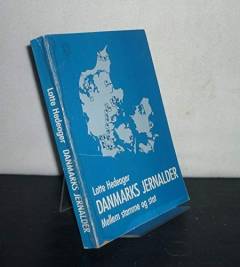 Lotte Hedeager DANMARKS JERNALDER
Lotte Hedeager
DANMARKS JERNALDER
Mellem stamme og stat